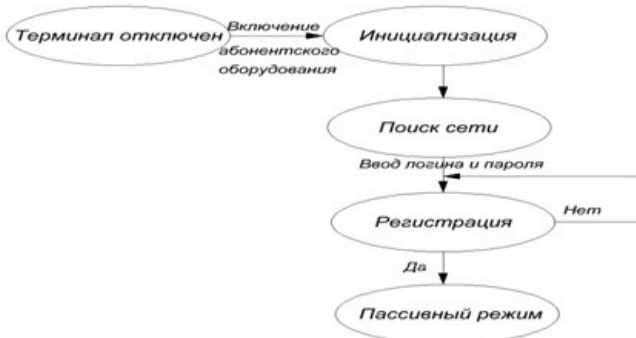 Терминал отключен
Включение
абонентского
оборудования
Инициализация
Поиск сети
Ввод логина и пароля
Регистрация
Нет
Да
Пассивный режим